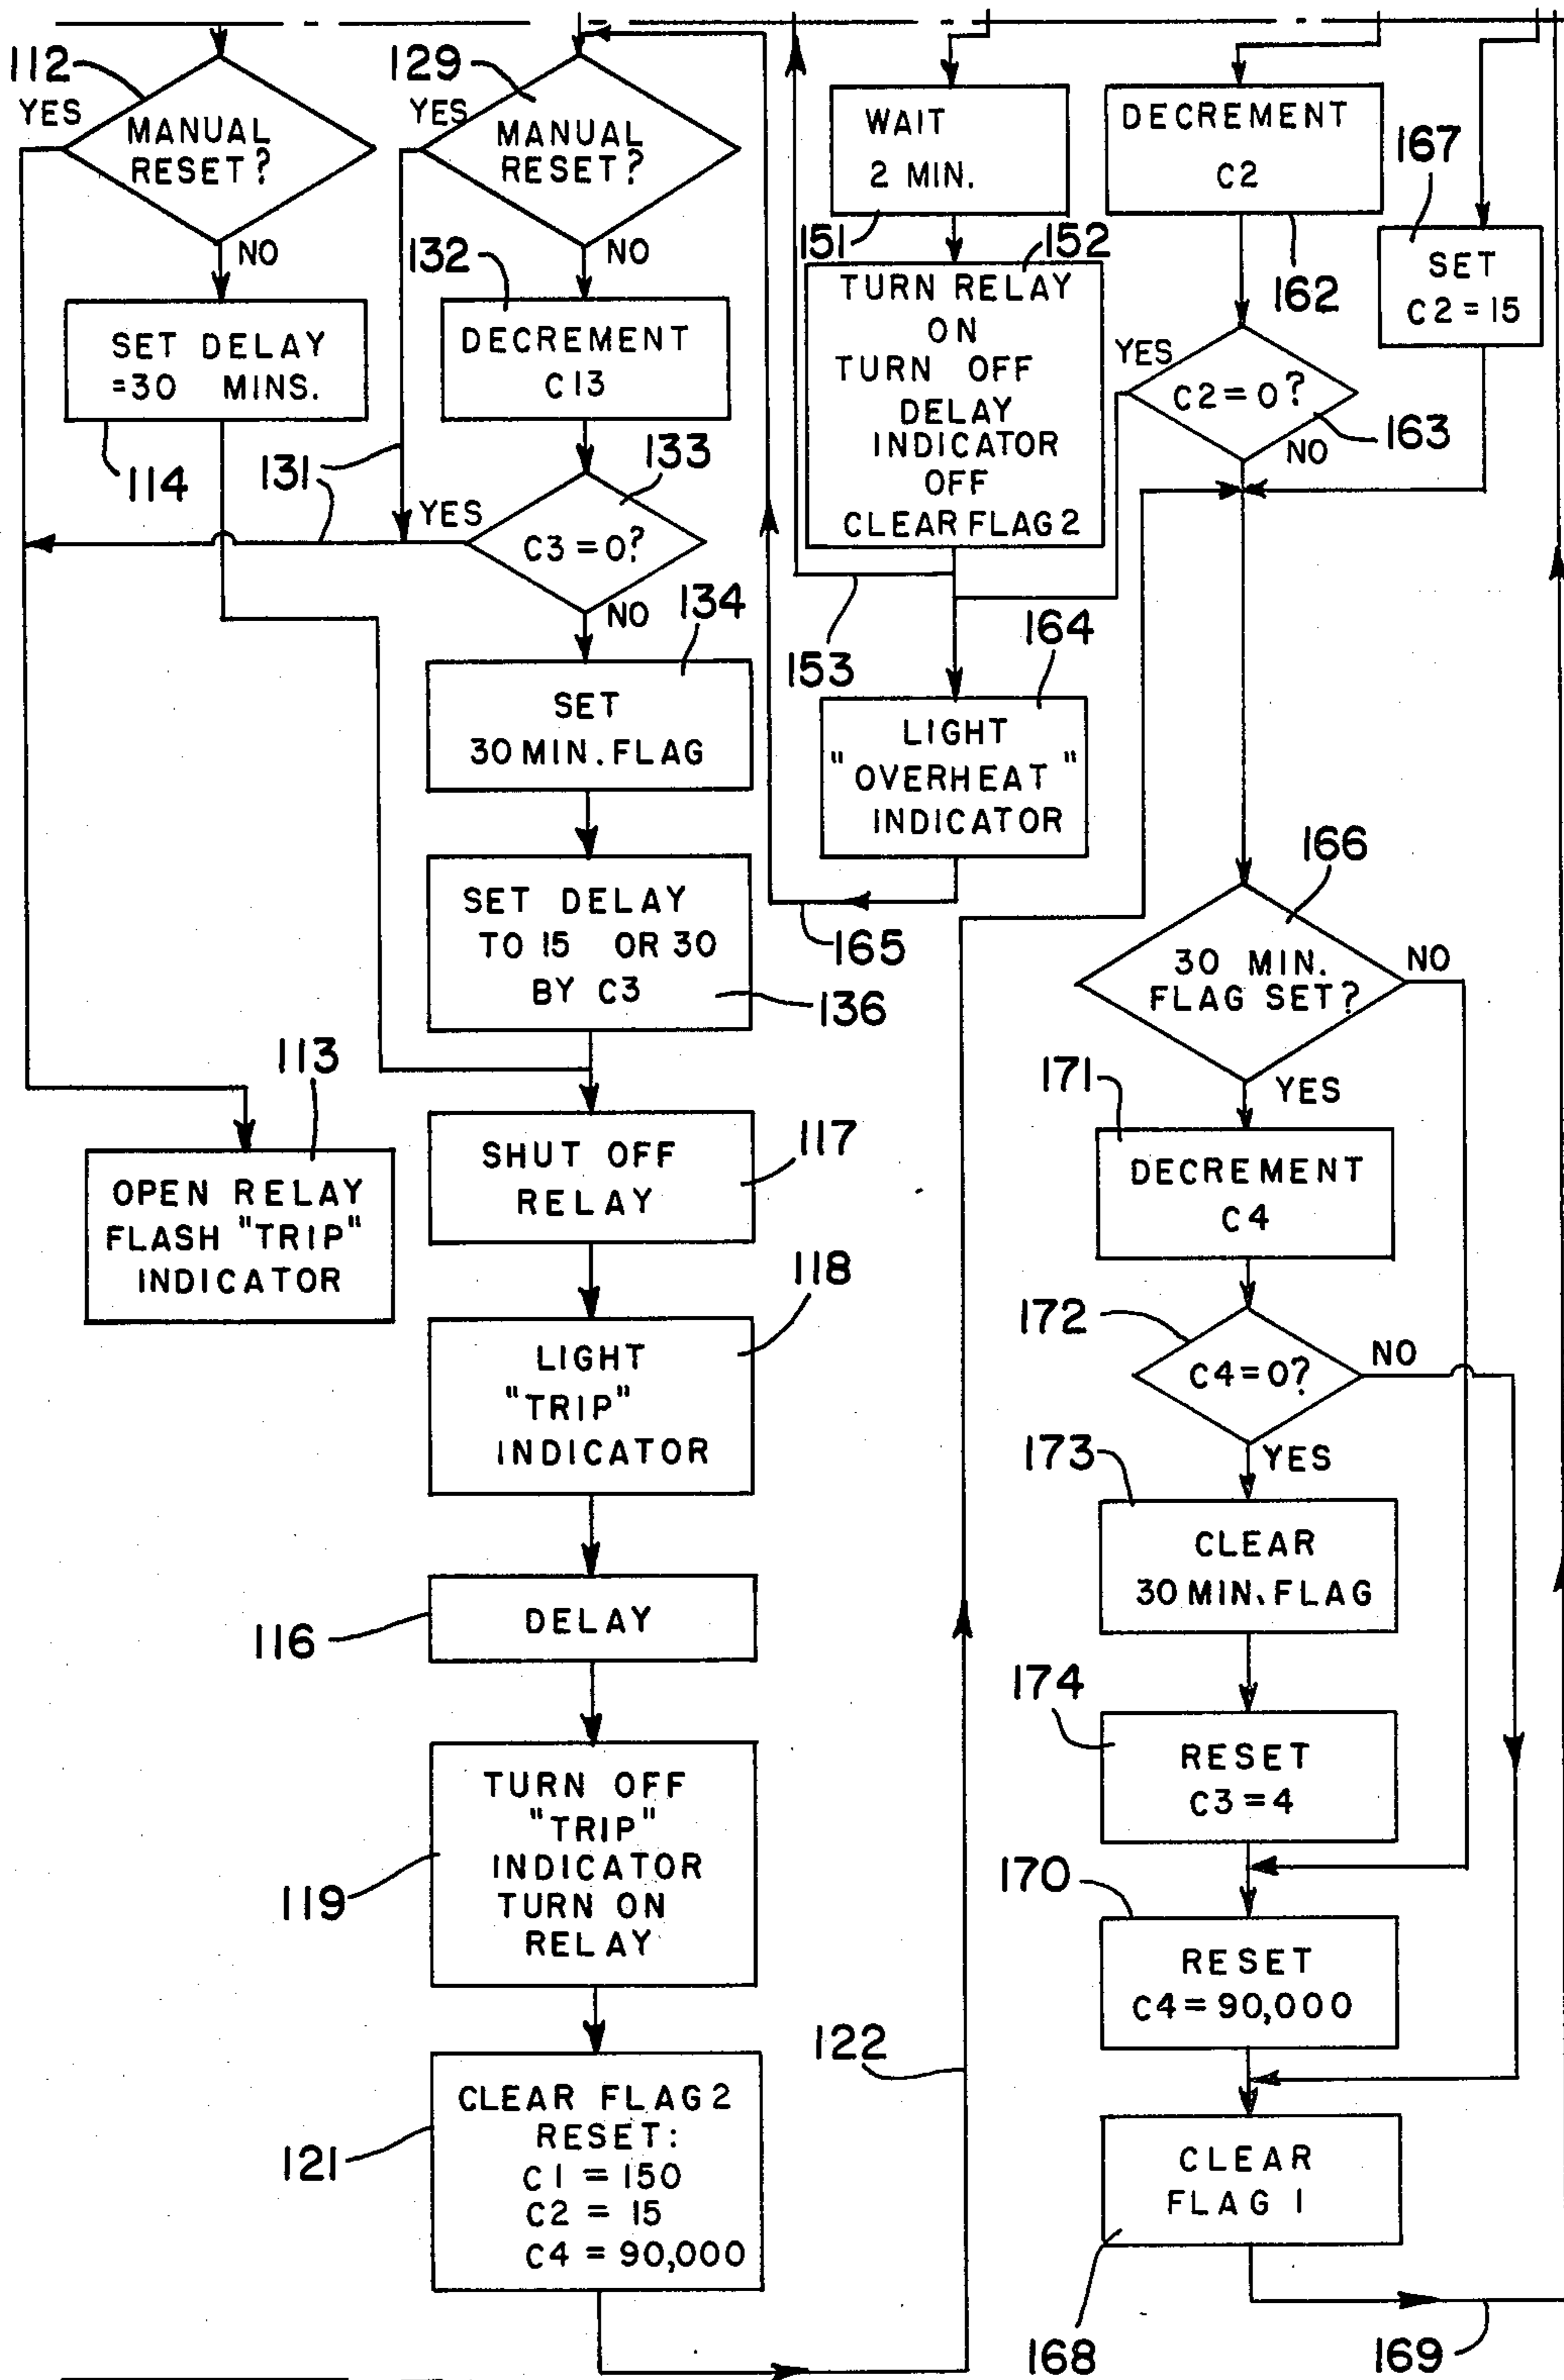 112
YES
MANUAL
RESET?
NO
SET DELAY
=30 MINS.
114
131
113
OPEN RELAY
FLASH "TRIP"
INDICATOR
129
YES
MANUAL
RESET?
NO
132
DECREMENT
C13
133
YES
C3=0?
NO
134
SET
30 MIN. FLAG
SET DELAY
TO 15 OR 30
BY C3
136
SHUT OFF
RELAY
117
118
LIGHT
"TRIP"
INDICATOR
DELAY
116
TURN OFF
"TRIP"
INDICATOR
TURN ON
RELAY
119
CLEAR FLAG 2
RESET:
C1 = 150
C2 = 15
C4 = 90,000
121
122
WAIT
2 MIN.
151
152
TURN RELAY
ON
TURN OFF
DELAY
INDICATOR
OFF
CLEAR FLAG 2
153
164
LIGHT
"OVERHEAT"
INDICATOR
165
DECREMENT
C2
162
167
SET
C2=15
YES
C2=0?
163
NO
166
30 MIN.
FLAG SET?
NO
YES
171
DECREMENT
C4
172
C4=0?
NO
YES
173
CLEAR
30 MIN. FLAG
174
RESET
C3=4
170
RESET
C4=90,000
CLEAR
FLAG 1
168
169